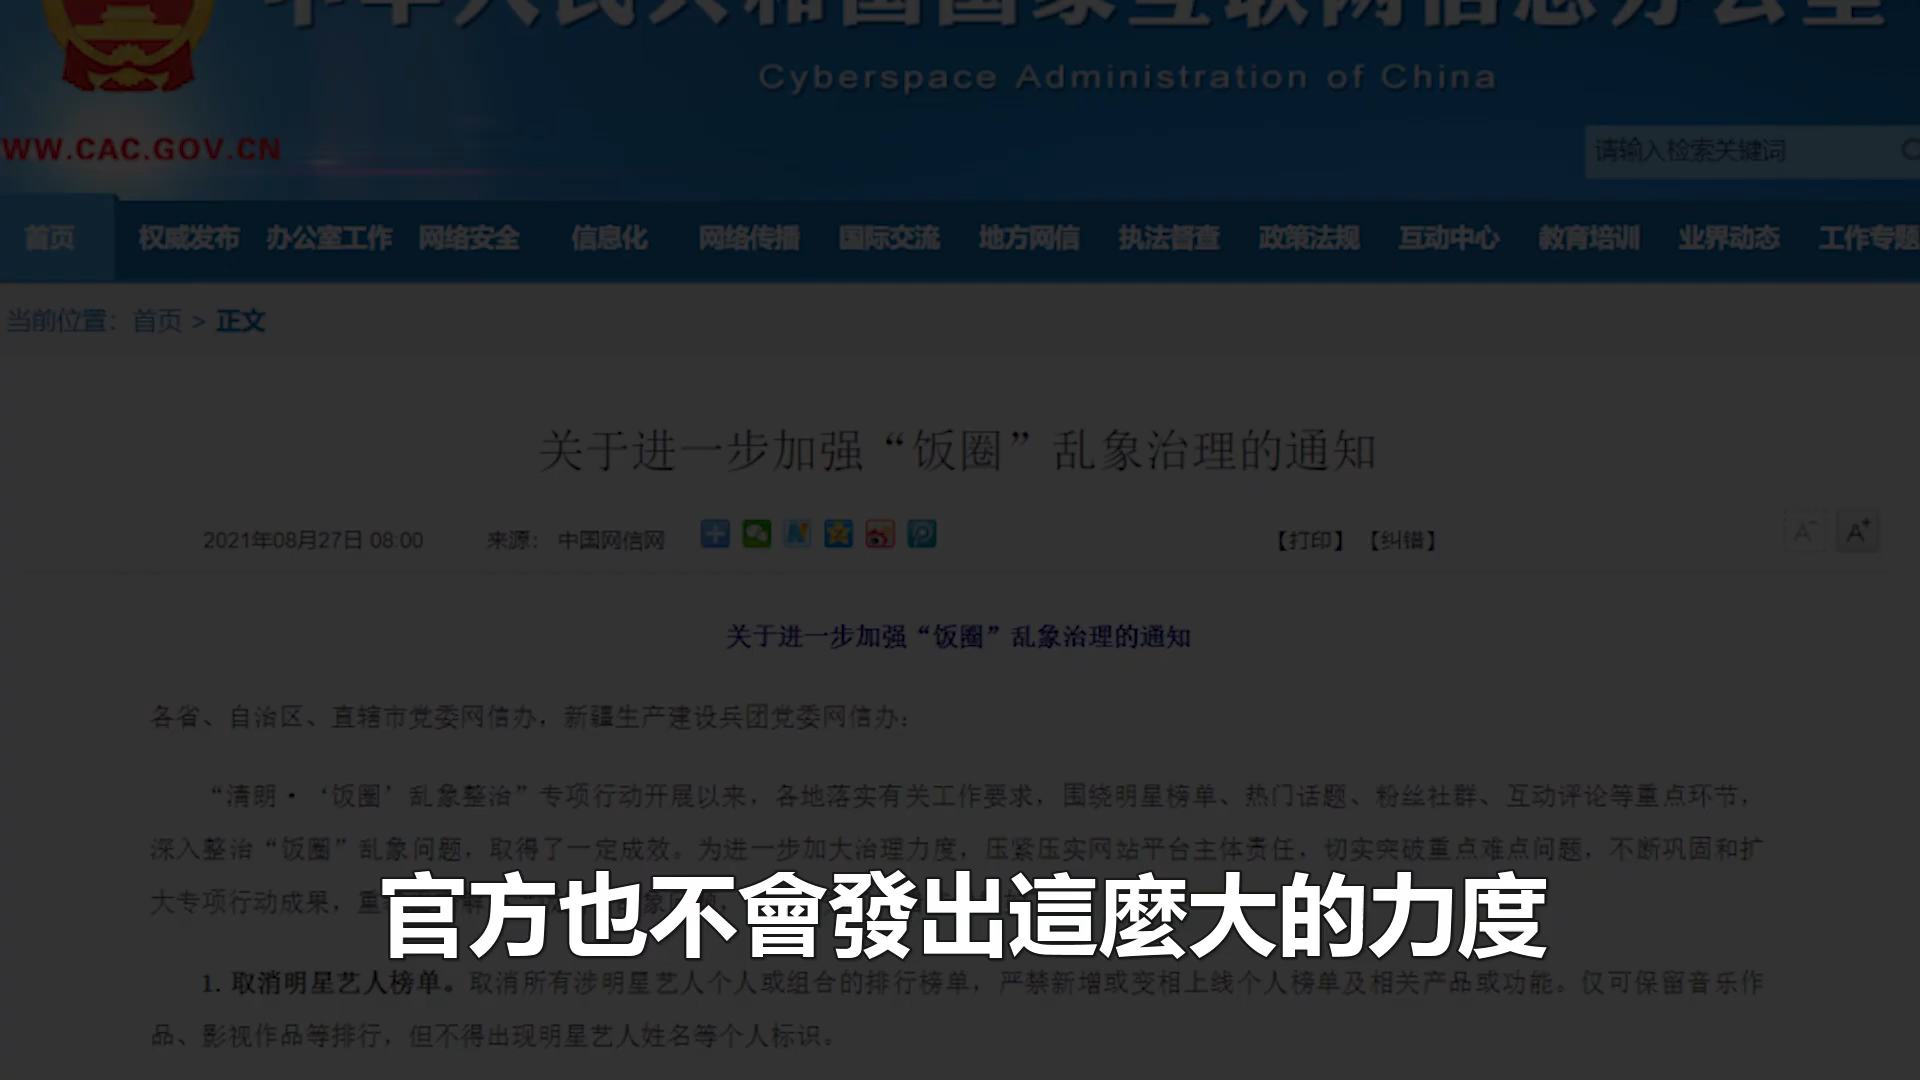 中华人民共和国国家互联网信息办公室
Cyberspace Administration of China
WW.CAC.GOV.CN
请输入检索关键词
首页 权威发布 办公室工作 网络安全 信息化 网络传播 国际交流 地方网信 执法督查 政策法规 互动中心 教育培训 业界动态 工作专题
当前位置： 首页 > 正文
关于进一步加强“饭圈”乱象治理的通知
2021年08月27日 08:00 来源： 中国网信网 【打印】 【纠错】 A- A+
关于进一步加强“饭圈”乱象治理的通知
各省、自治区、直辖市党委网信办，新疆生产建设兵团党委网信办：
“清朗·‘饭圈’乱象整治”专项行动开展以来，各地落实有关工作要求，围绕明星榜单、热门话题、粉丝社群、互动评论等重点环节，
深入整治“饭圈”乱象问题，取得了一定成效。为进一步加大治理力度，压紧压实网站平台主体责任，切实突破重点难点问题，不断巩固和扩
大专项行动成果，重
官方也不會發出這麼大的力度
1. 取消明星艺人榜单。取消所有涉明星艺人个人或组合的排行榜单，严禁新增或变相上线个人榜单及相关产品或功能。仅可保留音乐作
品、影视作品等排行，但不得出现明星艺人姓名等个人标识。